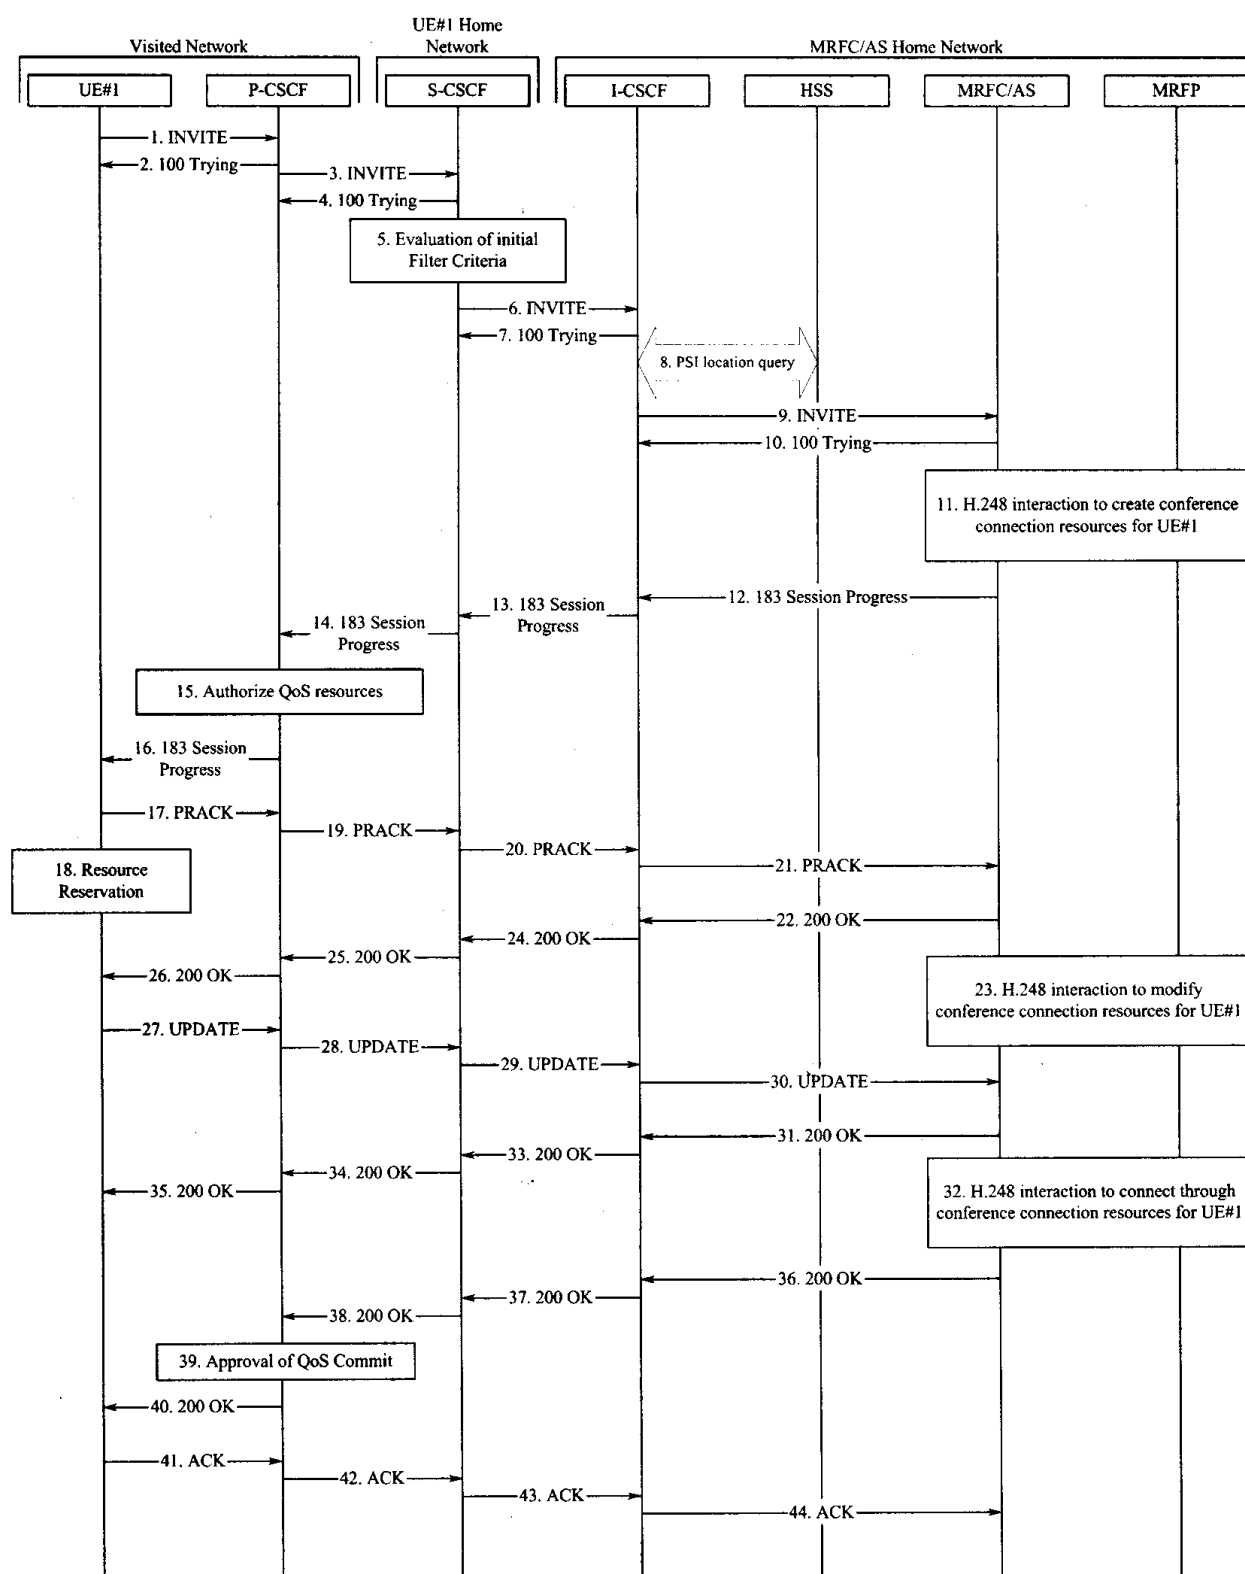 UE#1 Home
Visited Network
Network
MRFC/AS Home Network
UE#1
P-CSCF
S-CSCF
I-CSCF
HSS
MRFC/AS
MRFP
1. INVITE
2. 100 Trying
3. INVITE
4. 100 Trying
5. Evaluation of initial
Filter Criteria
6. INVITE
7. 100 Trying
8. PSI location query
9. INVITE
10. 100 Trying
11. H.248 interaction to create conference
connection resources for UE#1
12. 183 Session Progress
13. 183 Session
Progress
14. 183 Session
Progress
15. Authorize QoS resources
16. 183 Session
Progress
17. PRACK
19. PRACK
20. PRACK
21. PRACK
18. Resource
Reservation
22. 200 OK
24. 200 OK
25. 200 OK
26. 200 OK
23. H.248 interaction to modify
conference connection resources for UE#1
27. UPDATE
28. UPDATE
29. UPDATE
30. UPDATE
31. 200 OK
33. 200 OK
34. 200 OK
35. 200 OK
32. H.248 interaction to connect through
conference connection resources for UE#1
36. 200 OK
37. 200 OK
38. 200 OK
39. Approval of QoS Commit
40. 200 OK
41. ACK
42. ACK
43. ACK
44. ACK